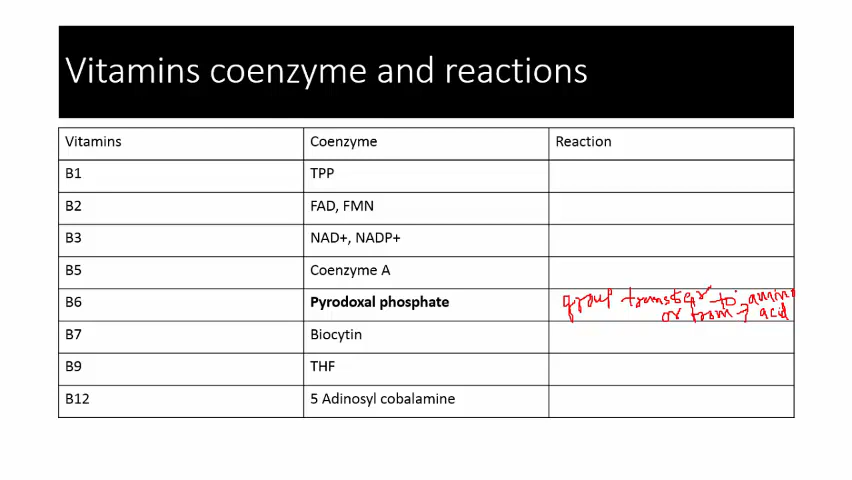 Vitamins coenzyme and reactions
Vitamins Coenzyme Reaction
B1 TPP
B2 FAD, FMN
B3 NAD+, NADP+
B5 Coenzyme A
B6 Pyrodoxal phosphate group transfer to amino
or from acid
B7 Biocytin
B9 THF
B12 5 Adinosyl cobalamine